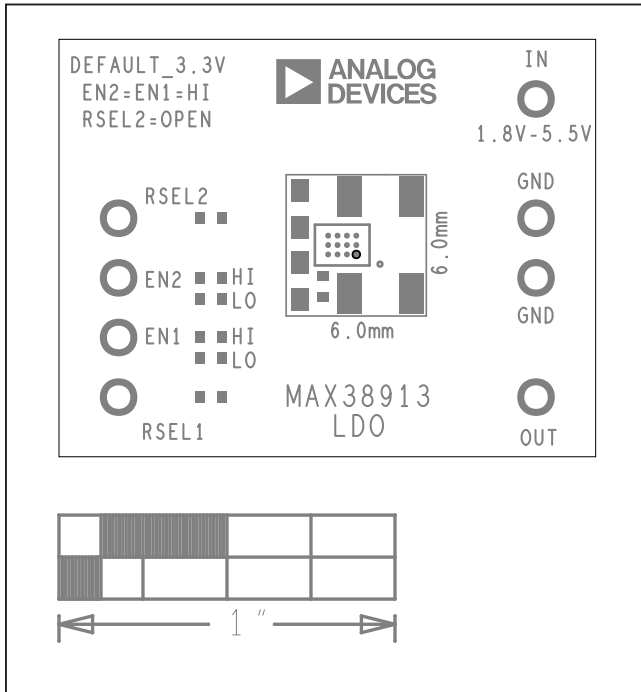 DEFAULT_3.3V
EN2=EN1=HI
RSEL2=OPEN
ANALOG
DEVICES
IN
1.8V-5.5V
GND
GND
OUT
RSEL2
EN2
HI
LO
EN1
HI
LO
RSEL1
6.0mm
6.0mm
MAX38913
LDO
1 "